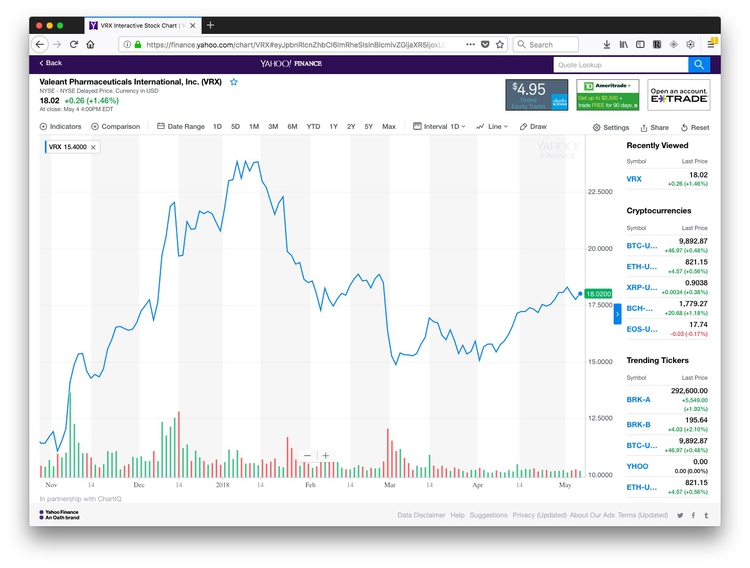 VRX Interactive Stock Chart | 
https://finance.yahoo.com/chart/VRX
Search
Back
YAHOO! FINANCE
Quote Lookup
Valeant Pharmaceuticals International, Inc. (VRX)
NYSE - NYSE Delayed Price. Currency in USD
18.02 +0.26 (+1.46%)
At close: May 4 4:00PM EDT
$4.95
Online
Equity Trades
TD Ameritrade
Get up to $2,500 +
trade FREE for 90 days.
Open an account.
E*TRADE
Indicators Comparison Date Range 1D 5D 1M 3M 6M YTD 1Y 2Y 5Y Max Interval 1D Line Draw Settings Share Reset
VRX 15.4000
YAHOO!
FINANCE
22.5000
20.0000
18.0200
17.5000
15.0000
12.5000
10.0000
Nov 14 Dec 14 2018 14 Feb 14 Mar 14 Apr 14 May
In partnership with ChartIQ
Recently Viewed
Symbol Last Price
VRX 18.02
+0.26 (+1.46%)
Cryptocurrencies
Symbol Last Price
BTC-U... 9,892.87
+46.97 (+0.48%)
ETH-U... 821.15
+4.57 (+0.56%)
XRP-U... 0.9038
+0.0034 (+0.38%)
BCH-... 1,779.27
+20.68 (+1.18%)
EOS-U... 17.74
-0.03 (-0.17%)
Trending Tickers
Symbol Last Price
BRK-A 292,600.00
+5,549.00
(+1.93%)
BRK-B 195.64
+4.03 (+2.10%)
BTC-U... 9,892.87
+46.97 (+0.48%)
YHOO 0.00
0.00 (0.00%)
ETH-U... 821.15
+4.57 (+0.56%)
Yahoo Finance
An Oath brand
Data Disclaimer Help Suggestions Privacy (Updated) About Our Ads Terms (Updated)